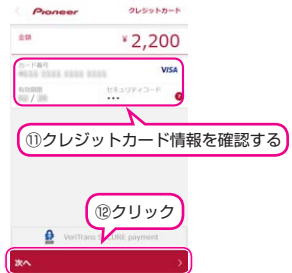 Pioneer クレジットカード
金額
¥ 2,200
カード番号
VISA
有効期限 セキュリティコード
/ •••
?
⑪クレジットカード情報を確認する
⑫クリック
VeriTrans SECURE payment
次へ